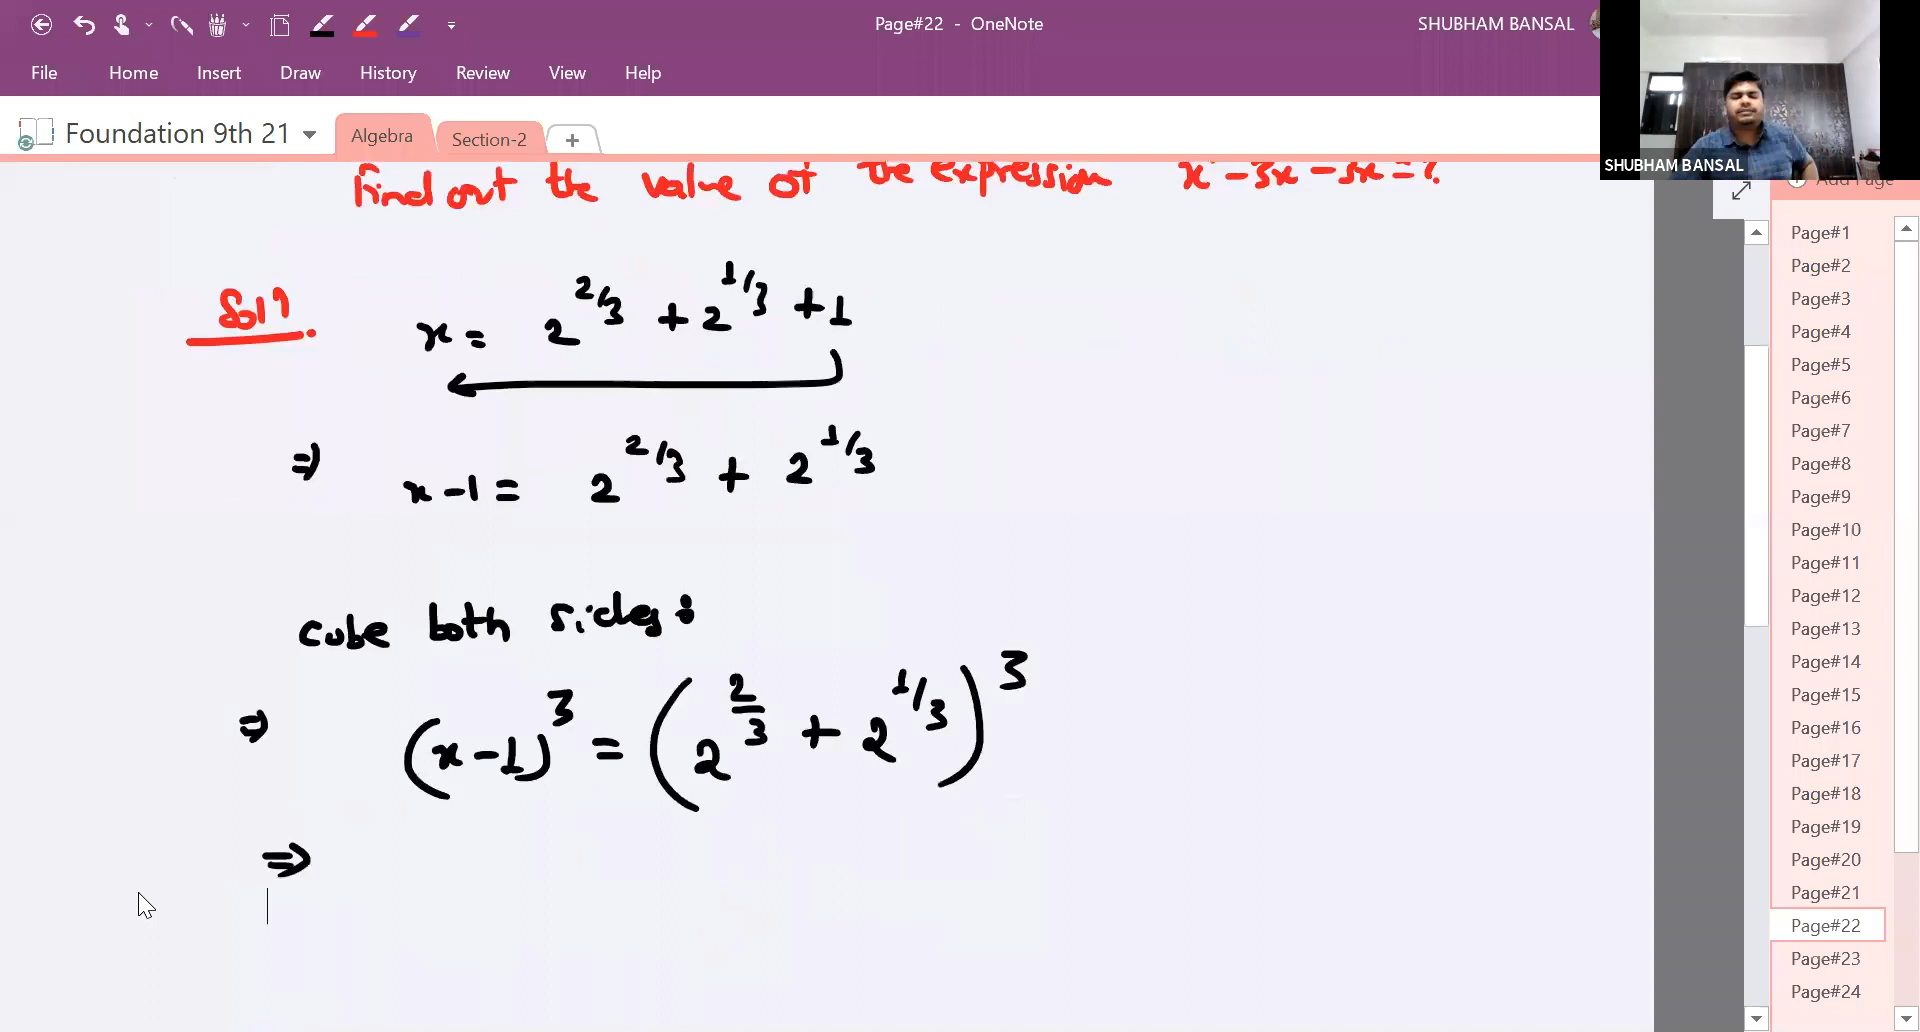 Page#22 - OneNote
SHUBHAM BANSAL
File Home Insert Draw History Review View Help
SHUBHAM BANSAL
Foundation 9th 21 Algebra Section-2 +
Add Page
Find out the value of the expression
Page#1
Page#2
Page#3
Page#4
Page#5
Page#6
Page#7
Page#8
Page#9
Page#10
Page#11
Page#12
Page#13
Page#14
Page#15
Page#16
Page#17
Page#18
Page#19
Page#20
Page#21
Page#22
Page#23
Page#24
Solⁿ
x = 2^{2/3} + 2^{1/3} + 1
⇒ x - 1 = 2^{2/3} + 2^{1/3}
cube both sides:
⇒ (x - 1)^3 = (2^{2/3} + 2^{1/3})^3
⇒